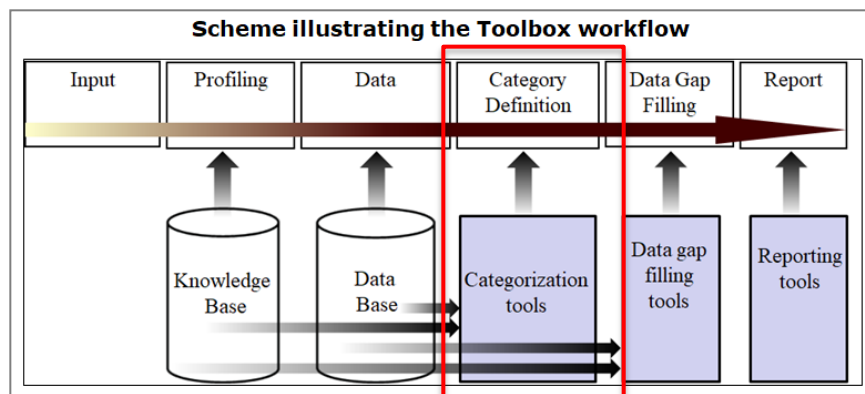 Scheme illustrating the Toolbox workflow
Input
Profiling
Data
Category
Definition
Data Gap
Filling
Report
Knowledge
Base
Data
Base
Categorization
tools
Data gap
filling
tools
Reporting
tools